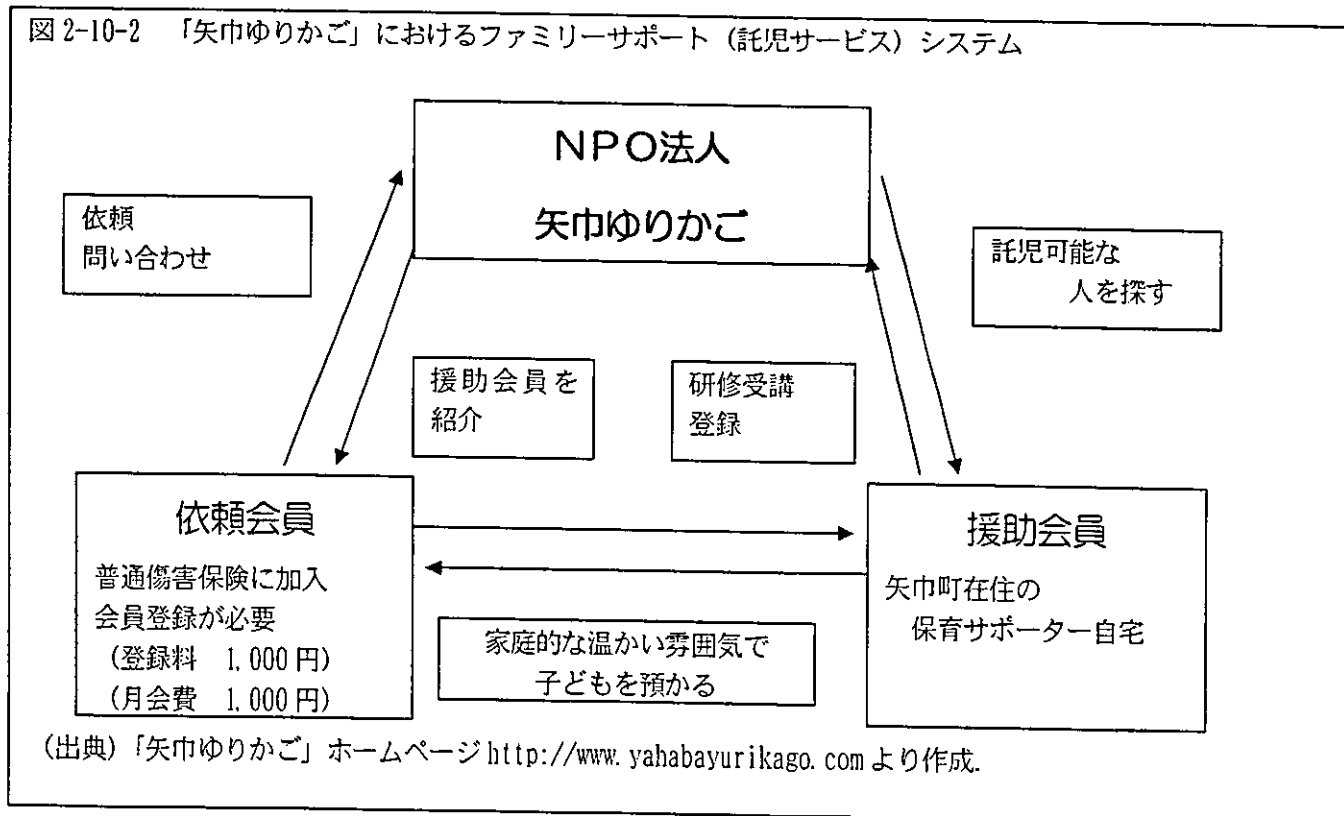 図 2-10-2 「矢巾ゆりかご」におけるファミリーサポート（託児サービス）システム
NPO法人
矢巾ゆりかご
依頼
問い合わせ
託児可能な
人を探す
援助会員を
紹介
研修受講
登録
依頼会員
普通傷害保険に加入
会員登録が必要
（登録料 1,000円）
（月会費 1,000円）
援助会員
矢巾町在住の
保育サポーター自宅
家庭的な温かい雰囲気で
子どもを預かる
（出典）「矢巾ゆりかご」ホームページ http://www.yahabayurikago.com より作成.